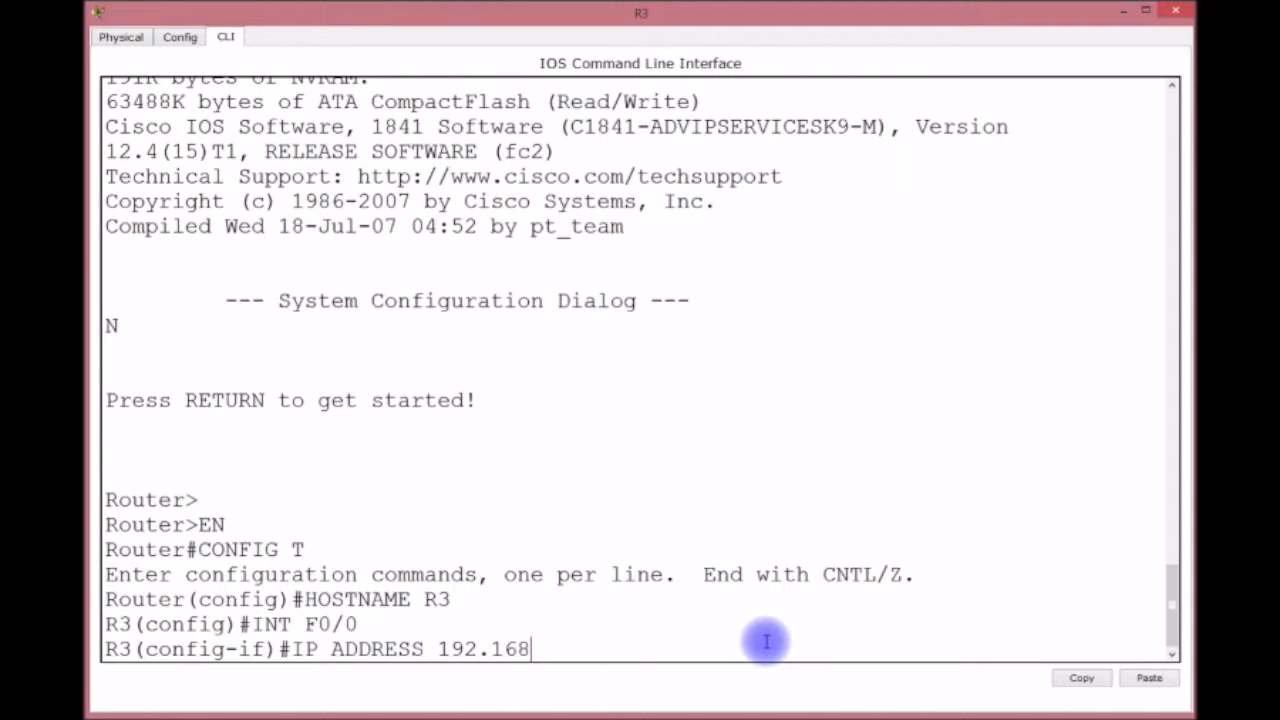 R3
Physical Config CLI
IOS Command Line Interface
191K bytes of NVRAM.
63488K bytes of ATA CompactFlash (Read/Write)
Cisco IOS Software, 1841 Software (C1841-ADVIPSERVICESK9-M), Version
12.4(15)T1, RELEASE SOFTWARE (fc2)
Technical Support: http://www.cisco.com/techsupport
Copyright (c) 1986-2007 by Cisco Systems, Inc.
Compiled Wed 18-Jul-07 04:52 by pt_team
--- System Configuration Dialog ---
N
Press RETURN to get started!
Router>
Router>EN
Router#CONFIG T
Enter configuration commands, one per line.  End with CNTL/Z.
Router(config)#HOSTNAME R3
R3(config)#INT F0/0
R3(config-if)#IP ADDRESS 192.168
Copy Paste